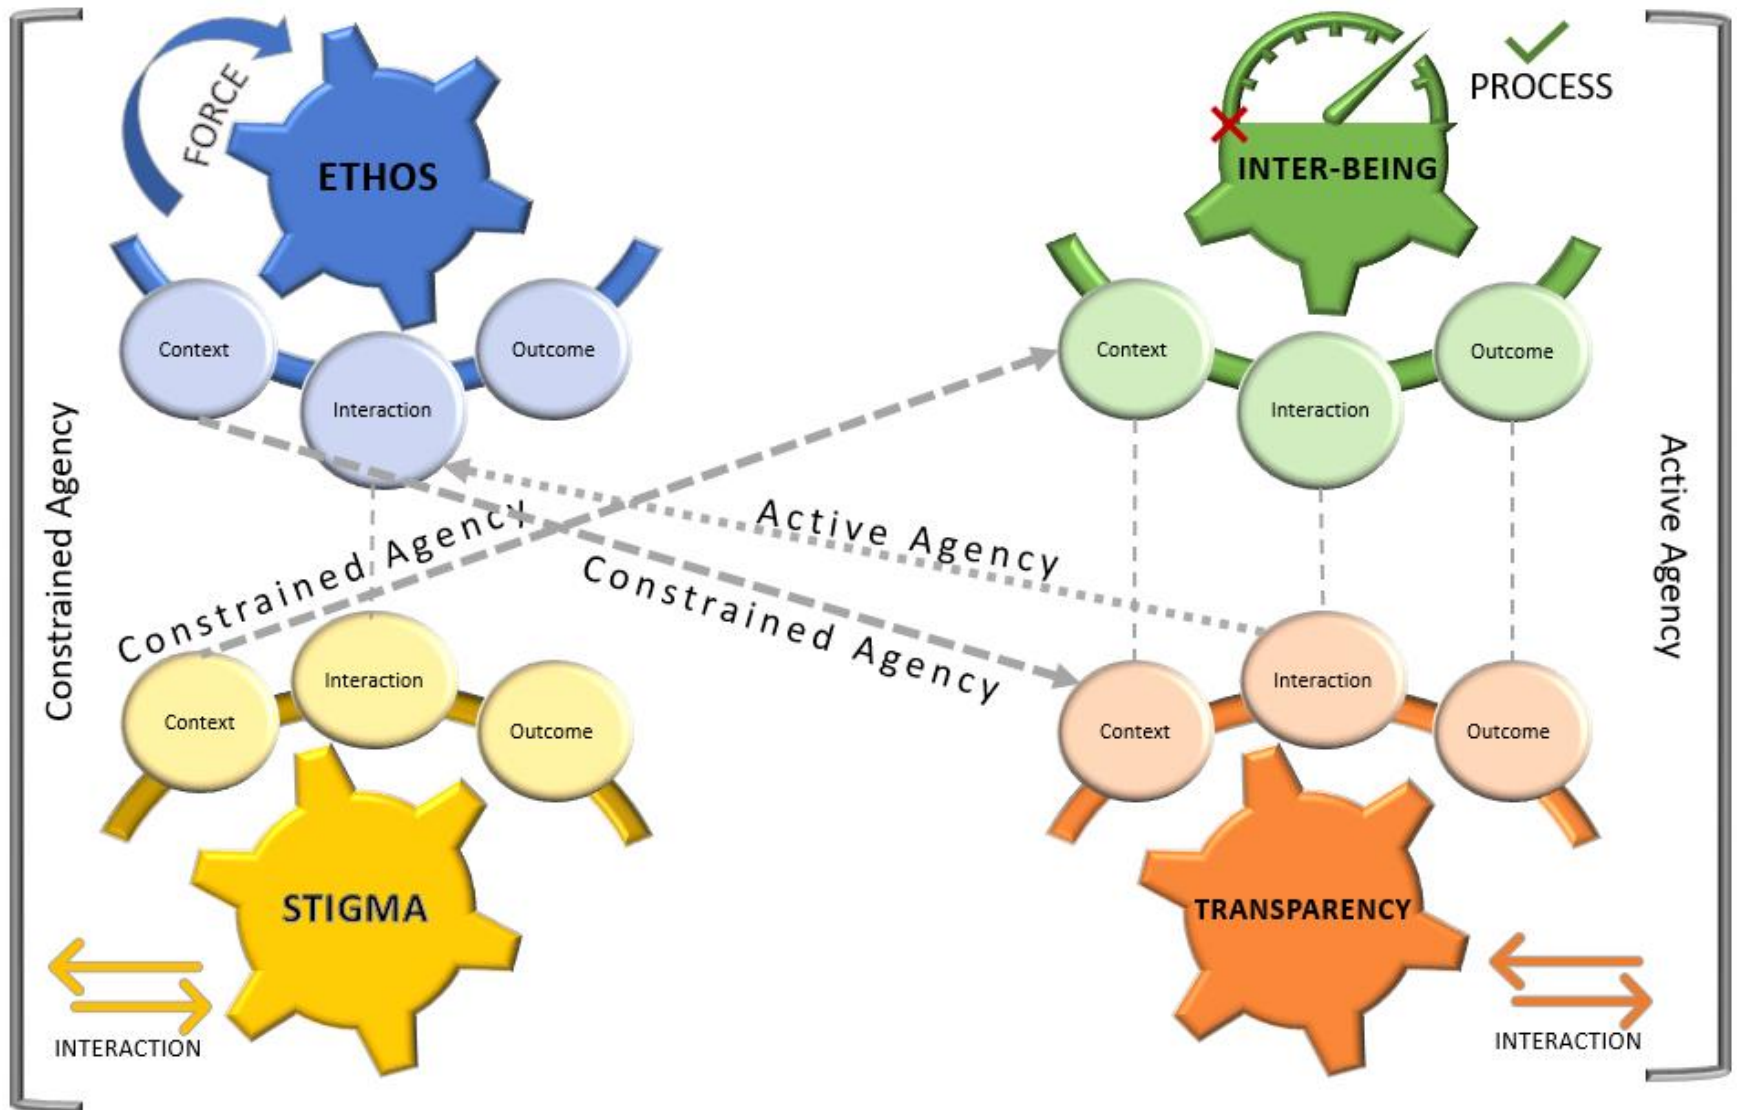 FORCE
ETHOS
Context
Interaction
Outcome
PROCESS
INTER-BEING
Context
Interaction
Outcome
Constrained Agency
Constrained Agency
Active Agency
Constrained Agency
Active Agency
Context
Interaction
Outcome
STIGMA
INTERACTION
Context
Interaction
Outcome
TRANSPARENCY
INTERACTION